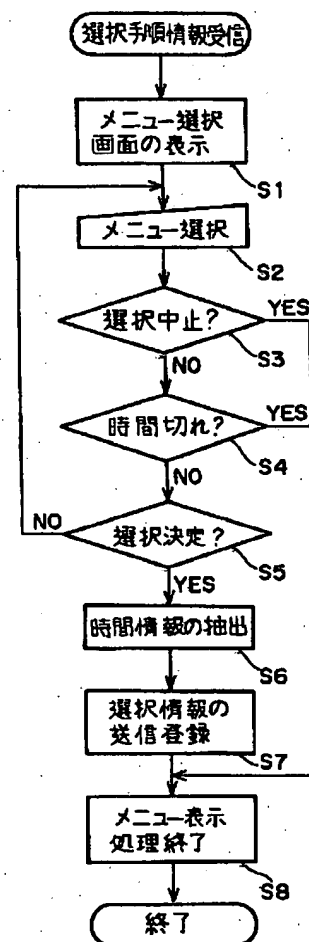 選択手順情報受信
メニュー選択
画面の表示
S1
メニュー選択
S2
選択中止?
YES
S3
NO
時間切れ?
YES
S4
NO
NO
選択決定?
S5
YES
時間情報の抽出
S6
選択情報の
送信登録
S7
メニュー表示
処理終了
S8
終了